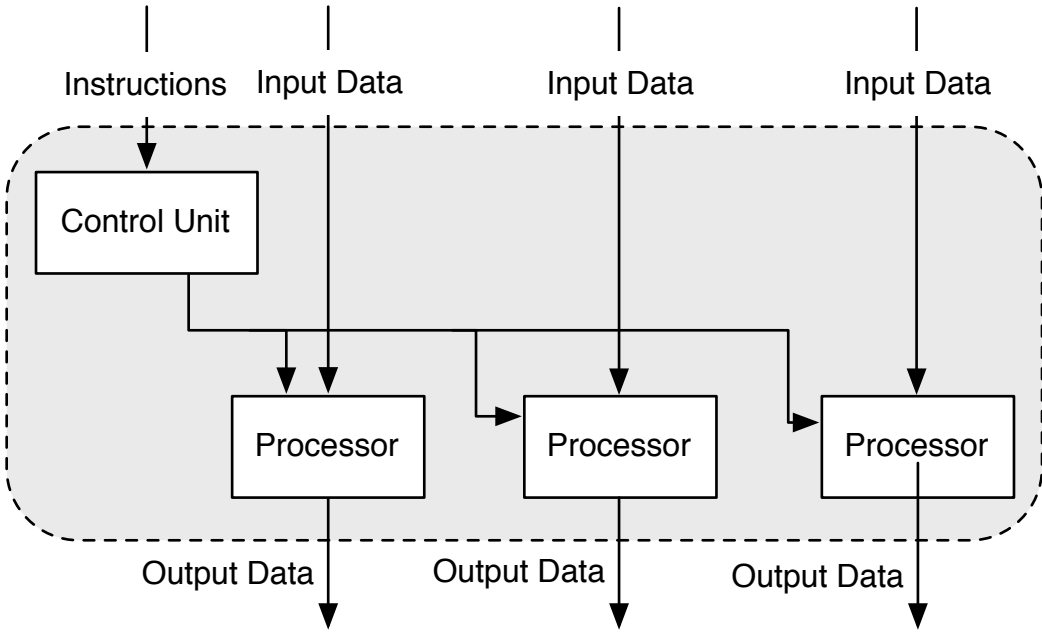 Instructions
Input Data
Input Data
Input Data
Control Unit
Processor
Processor
Processor
Output Data
Output Data
Output Data